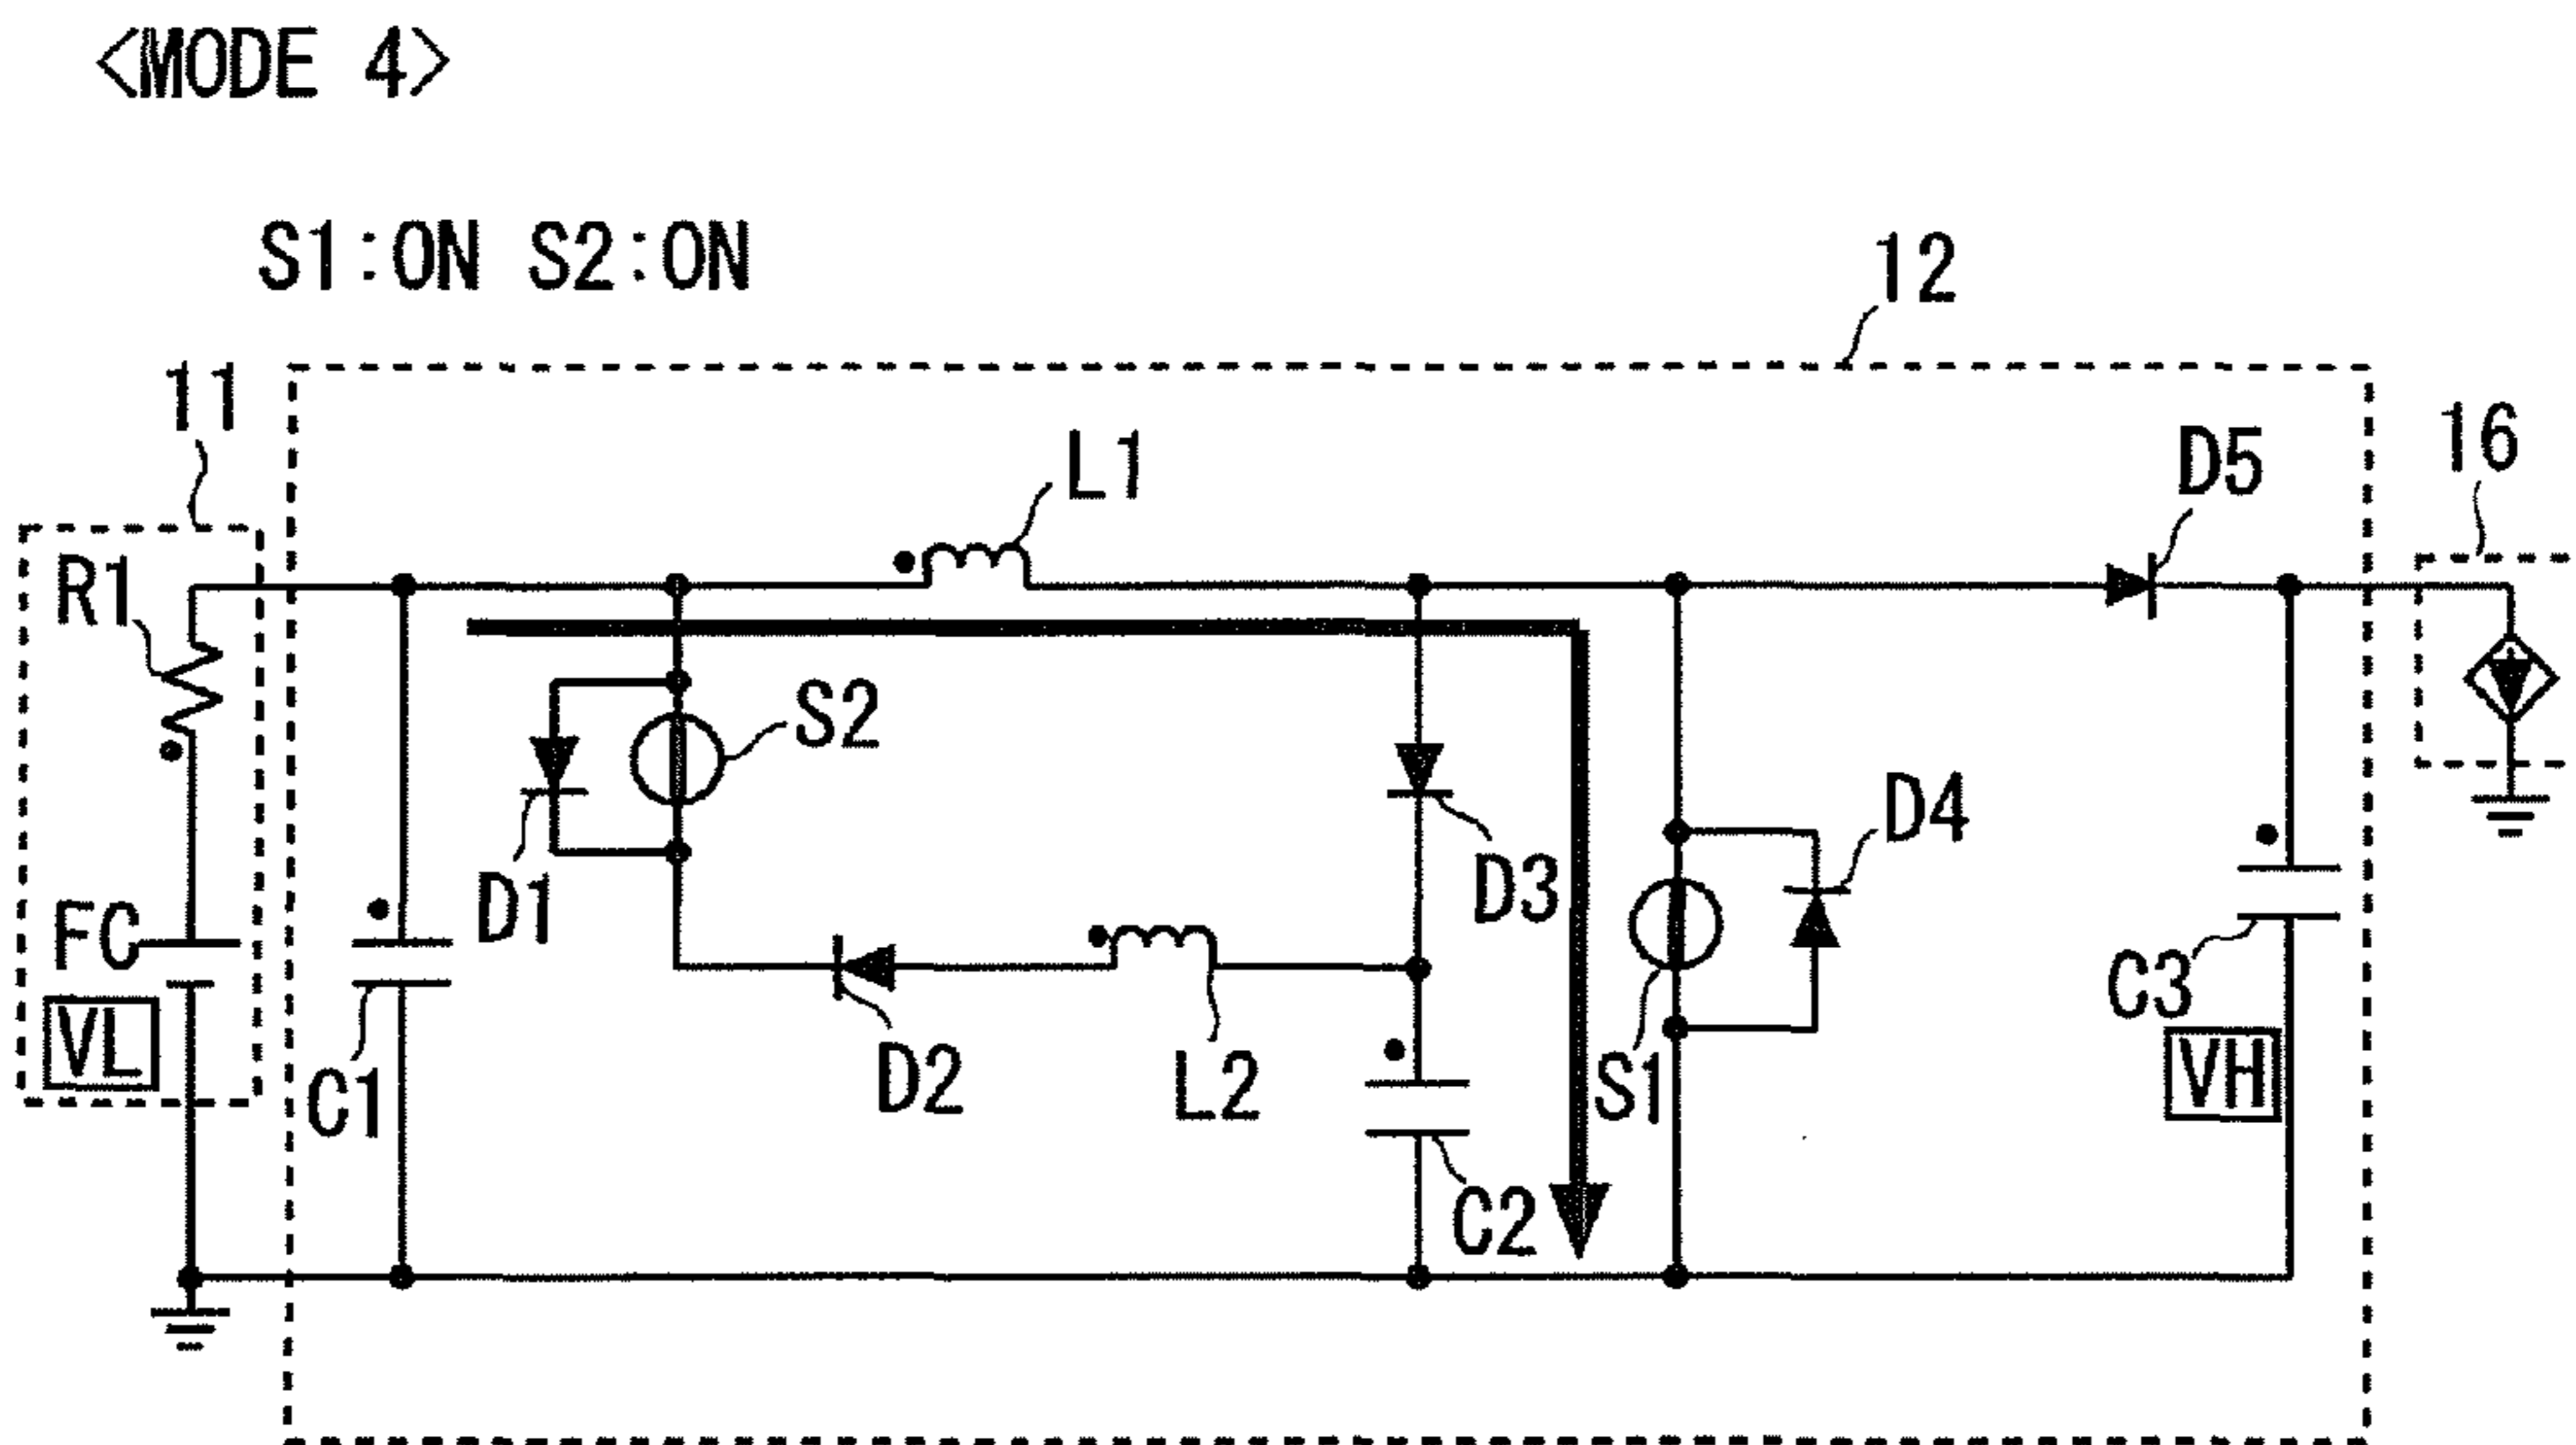 <MODE 4>
S1:ON S2:ON
12
11
L1
D5
16
R1
S2
D4
D3
D1
FC
VL
C1
D2
L2
S1
C3
VH
C2